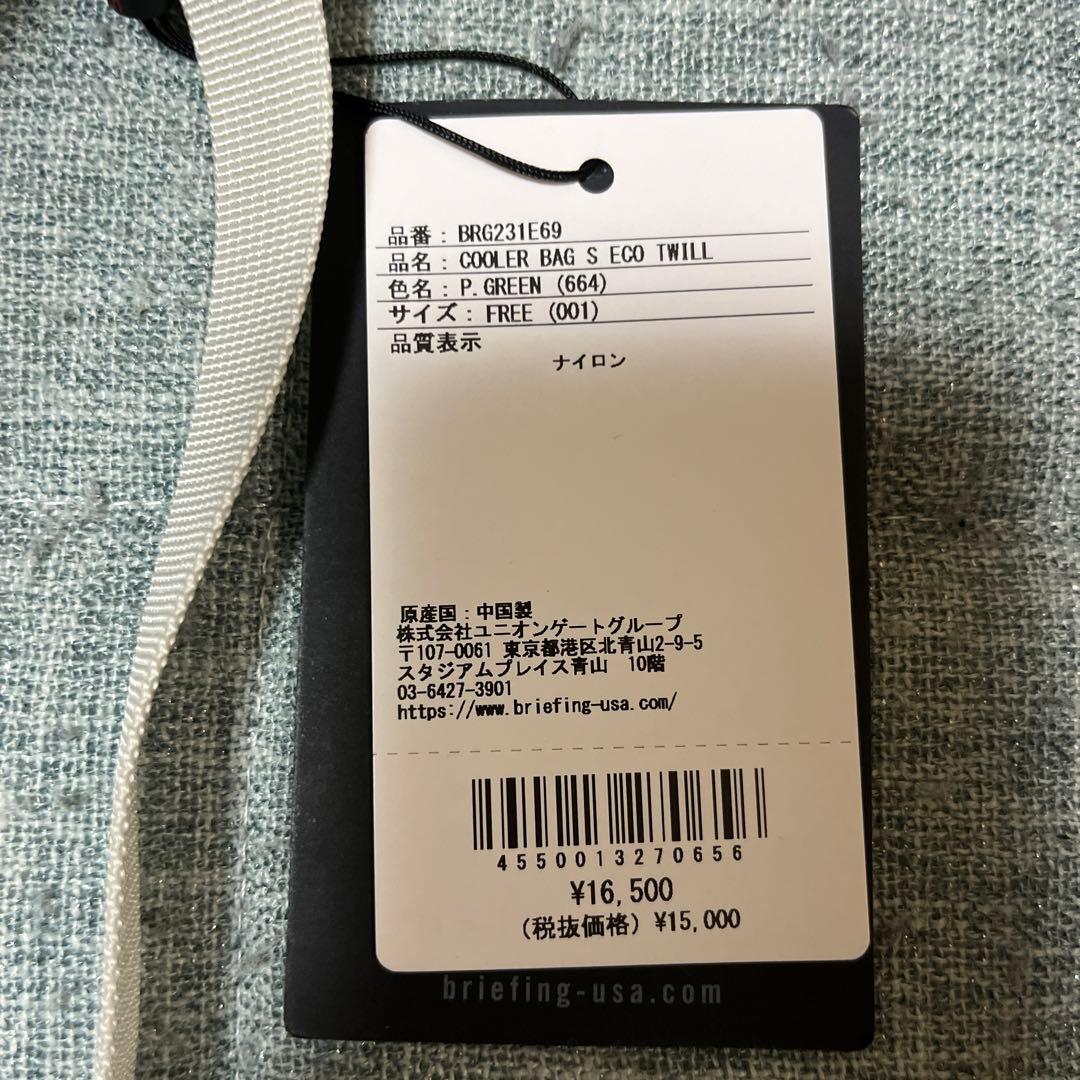 品番：BRG231E69
品名：COOLER BAG S ECO TWILL
色名：P.GREEN (664)
サイズ：FREE (001)
品質表示
ナイロン
原産国：中国製
株式会社ユニオンゲートグループ
〒107-0061 東京都港区北青山2-9-5
スタジアムプレイス青山 10階
03-6427-3901
https://www.briefing-usa.com/
4550013270656
¥16,500
(税抜価格) ¥15,000
briefing-usa.com